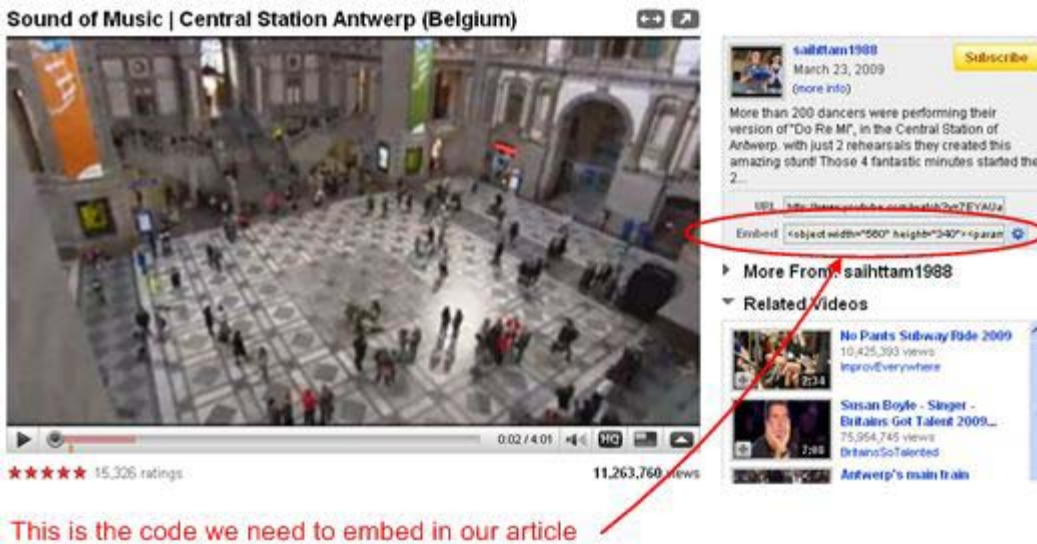 Sound of Music | Central Station Antwerp (Belgium)
saihttam1988
March 23, 2009
(more info)
Subscribe
More than 200 dancers were performing their
version of "Do Re Mi", in the Central Station of
Antwerp. with just 2 rehearsals they created this
amazing stunt! Those 4 fantastic minutes started the
2...
URL
Embed <object width="560" height="340"><param
More From: saihttam1988
Related Videos
No Pants Subway Ride 2009
10,425,393 views
ImprovEverywhere
2:34
Susan Boyle - Singer -
Britains Got Talent 2009...
75,954,745 views
BritainsSoTalented
7:08
Antwerp's main train
0:02 / 4:01 HQ
15,326 ratings
11,263,760 views
This is the code we need to embed in our article